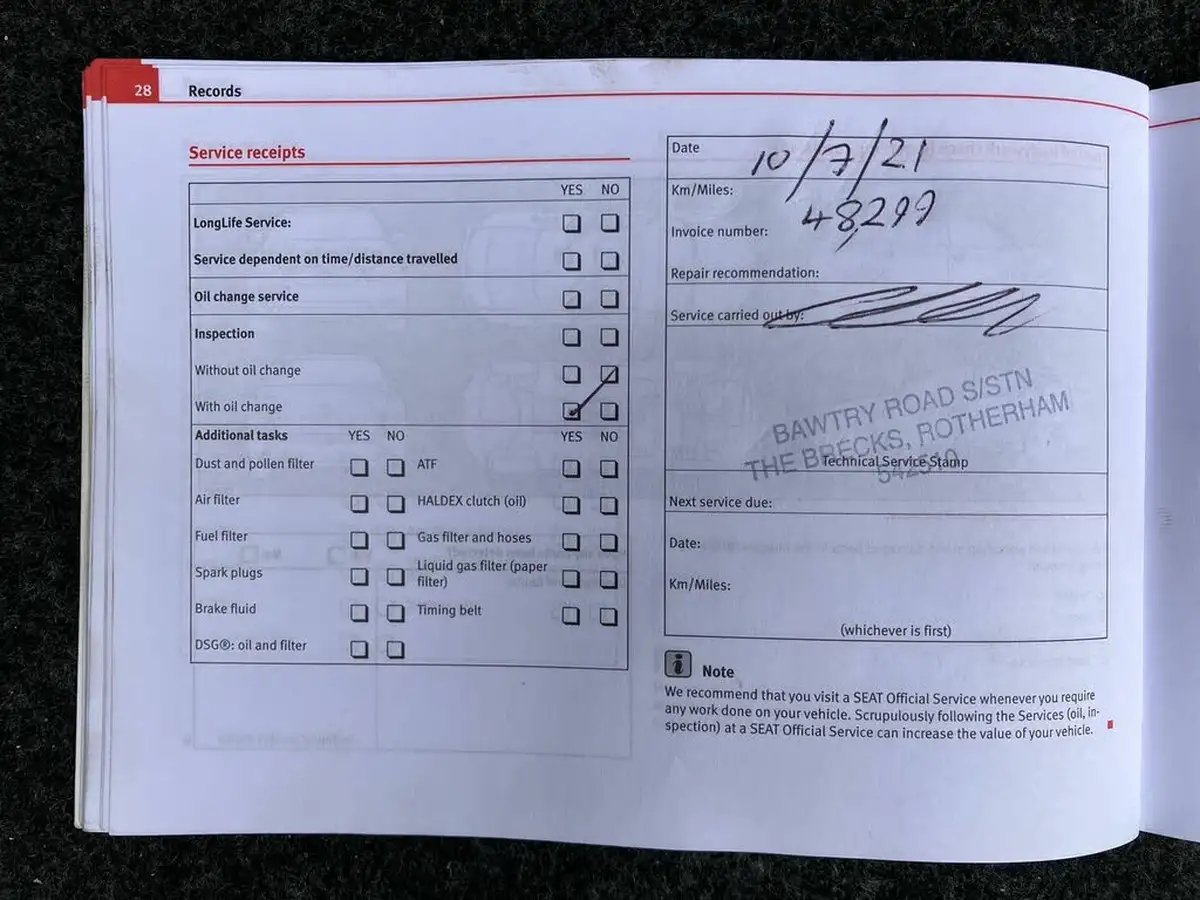 28 Records
Service receipts
YES NO
LongLife Service:
Service dependent on time/distance travelled
Oil change service
Inspection
Without oil change
With oil change
Additional tasks YES NO YES NO
Dust and pollen filter ATF
Air filter HALDEX clutch (oil)
Fuel filter Gas filter and hoses
Spark plugs Liquid gas filter (paper
filter)
Brake fluid Timing belt
DSG®: oil and filter
Date 10/7/21
Km/Miles: 48,299
Invoice number:
Repair recommendation:
Service carried out by:
BAWTRY ROAD S/STN
THE BRECKS, ROTHERHAM
542510
Technical Service Stamp
Next service due:
Date:
Km/Miles:
(whichever is first)
i Note
We recommend that you visit a SEAT Official Service whenever you require
any work done on your vehicle. Scrupulously following the Services (oil, in-
spection) at a SEAT Official Service can increase the value of your vehicle.